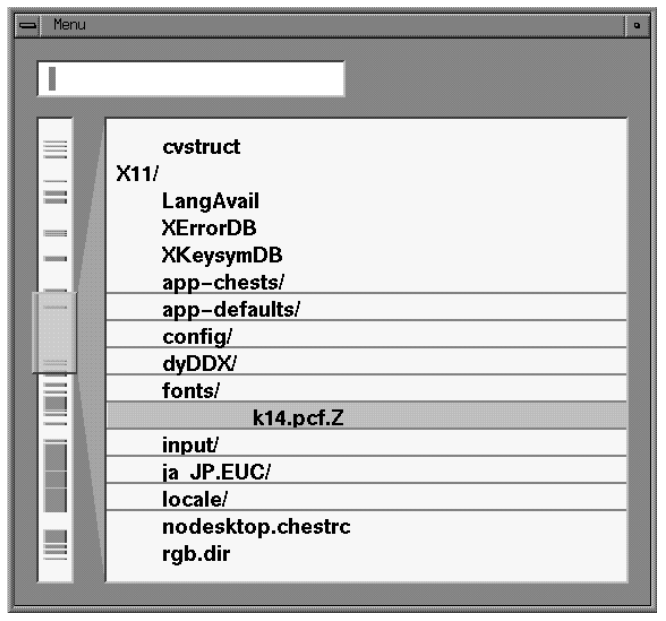 Menu
cvstruct
X11/
LangAvail
XErrorDB
XKeysymDB
app-chests/
app-defaults/
config/
dyDDX/
fonts/
k14.pcf.Z
input/
ja JP.EUC/
locale/
nodesktop.chestrc
rgb.dir